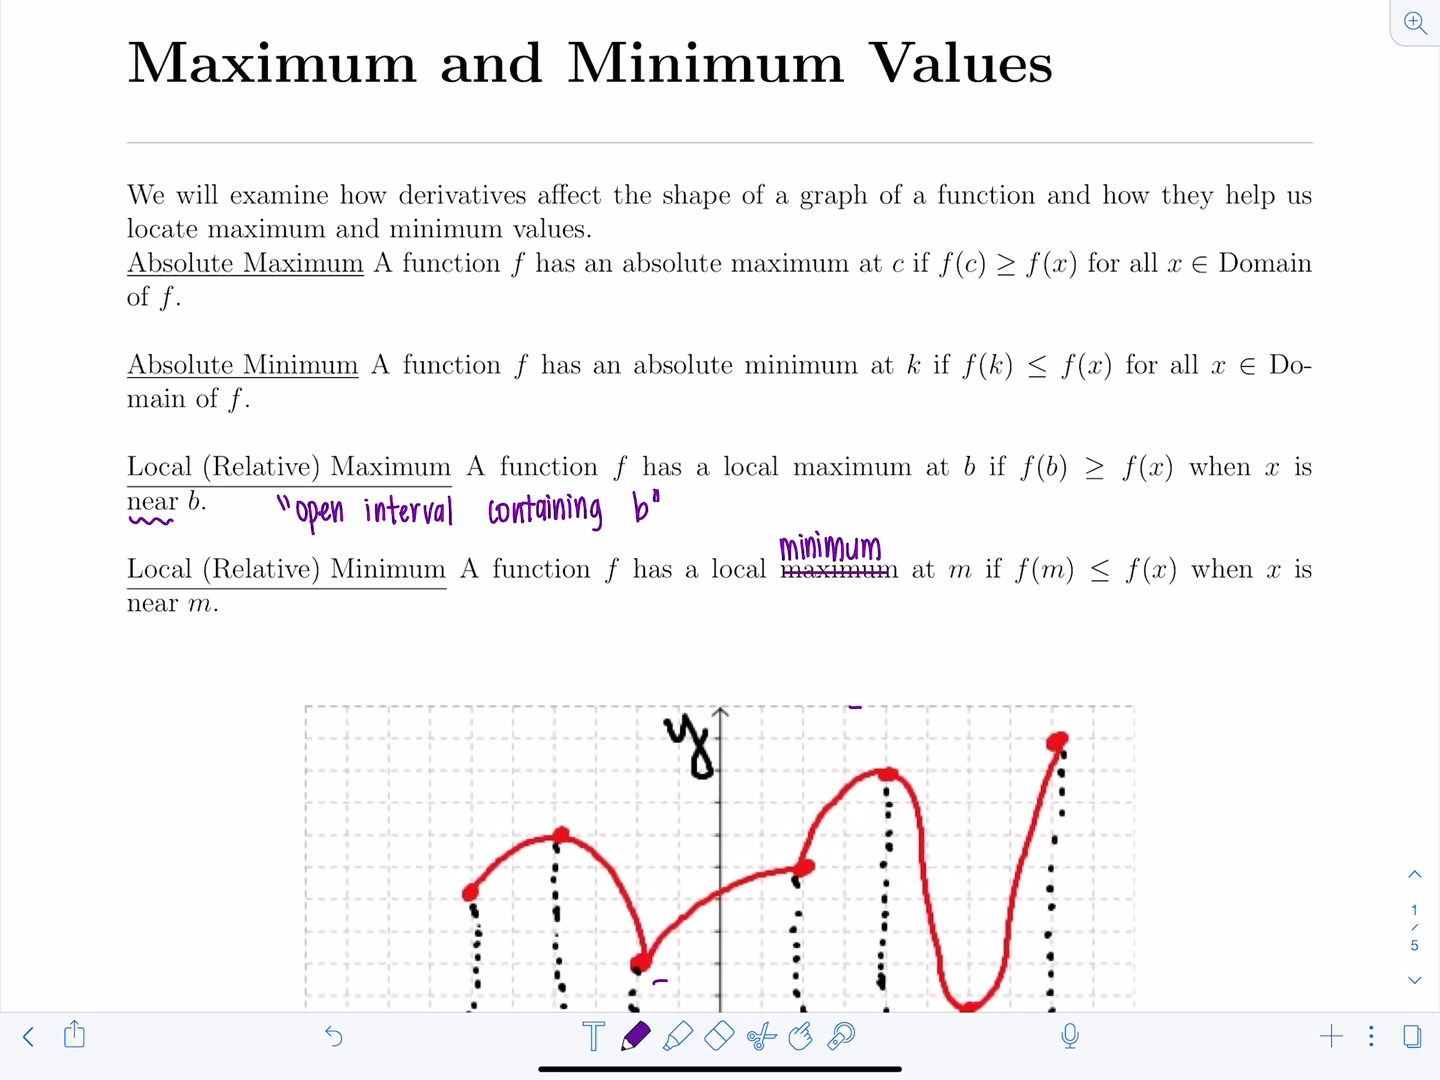 Maximum and Minimum Values
We will examine how derivatives affect the shape of a graph of a function and how they help us
locate maximum and minimum values.
Absolute Maximum A function f has an absolute maximum at c if f(c) ≥ f(x) for all x ∈ Domain
of f.
Absolute Minimum A function f has an absolute minimum at k if f(k) ≤ f(x) for all x ∈ Do-
main of f.
Local (Relative) Maximum A function f has a local maximum at b if f(b) ≥ f(x) when x is
near b. "open interval containing b"
minimum
Local (Relative) Minimum A function f has a local maximum at m if f(m) ≤ f(x) when x is
near m.
y
1
/
5
T